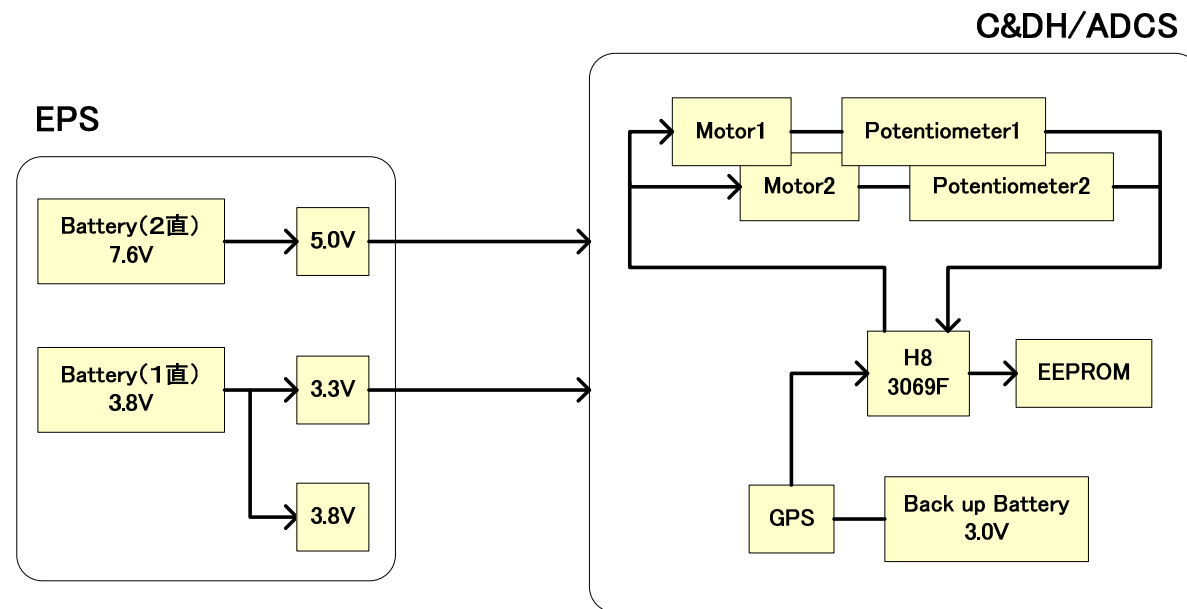 C&DH/ADCS
EPS
Battery(2直)
7.6V
5.0V
Battery(1直)
3.8V
3.3V
3.8V
Motor1
Potentiometer1
Motor2
Potentiometer2
H8
3069F
EEPROM
GPS
Back up Battery
3.0V